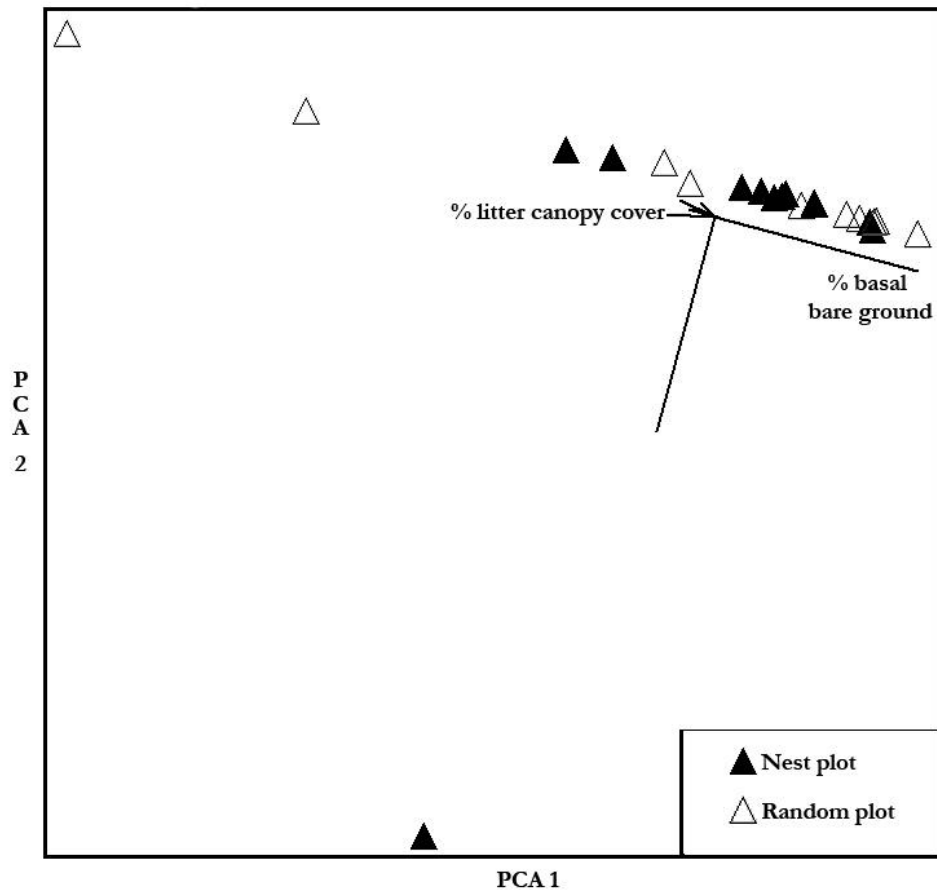 % litter canopy cover
% basal
bare ground
P
C
A
2
Nest plot
Random plot
PCA 1